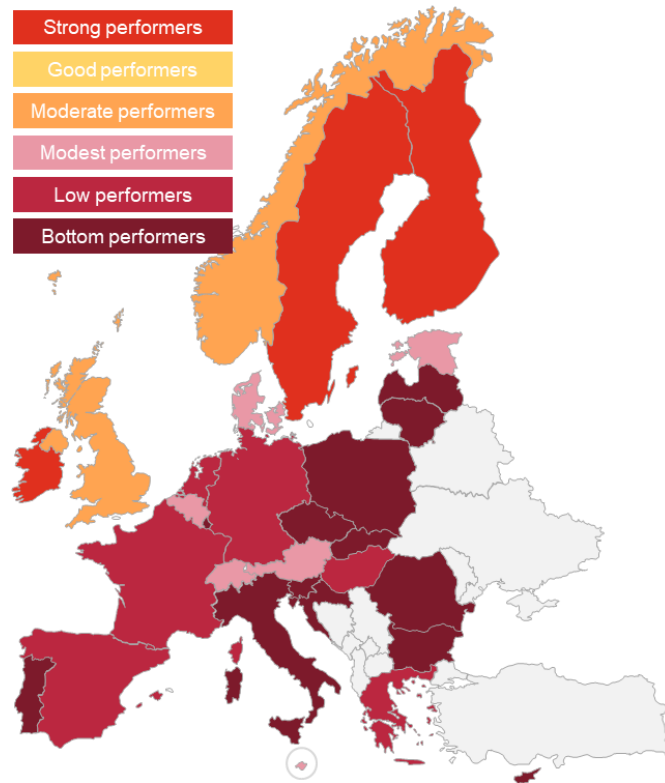 Strong performers
Good performers
Moderate performers
Modest performers
Low performers
Bottom performers